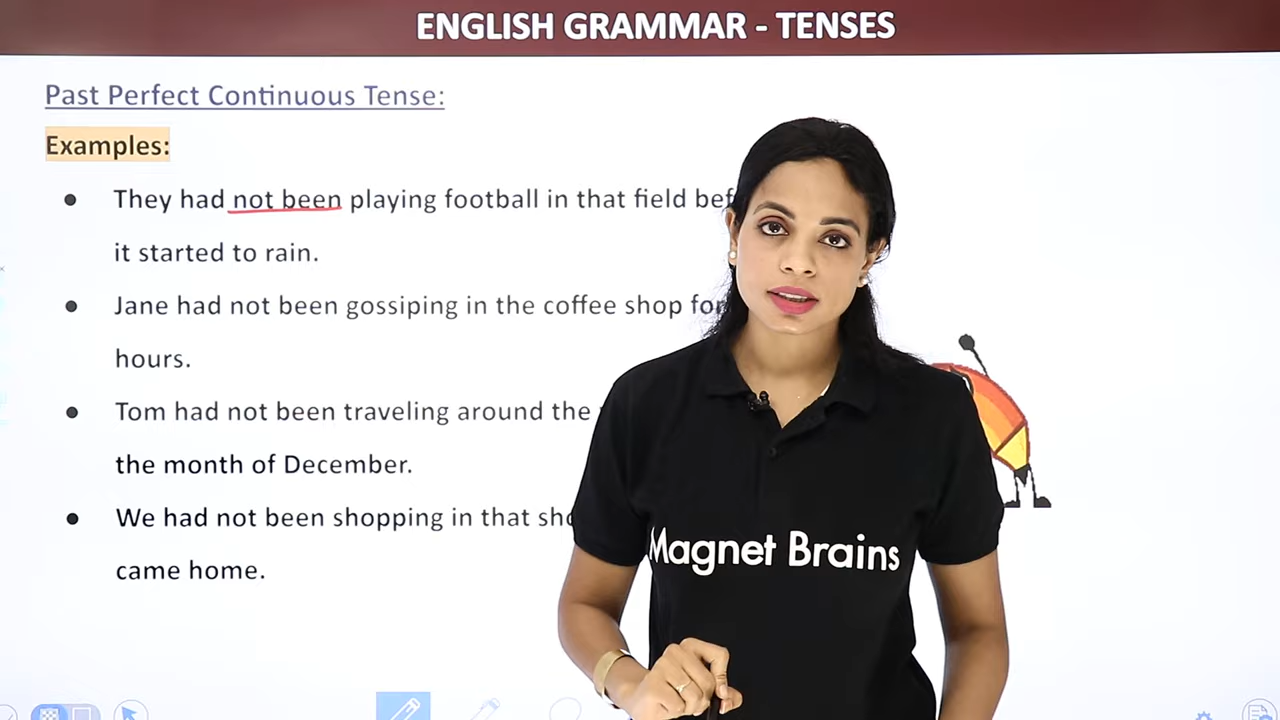 ENGLISH GRAMMAR - TENSES
Past Perfect Continuous Tense:
Examples:
● They had not been playing football in that field
it started to rain.
● Jane had not been gossiping in the coffee shop for
hours.
● Tom had not been traveling around the
the month of December.
● We had not been shopping in that
came home.
Magnet Brains